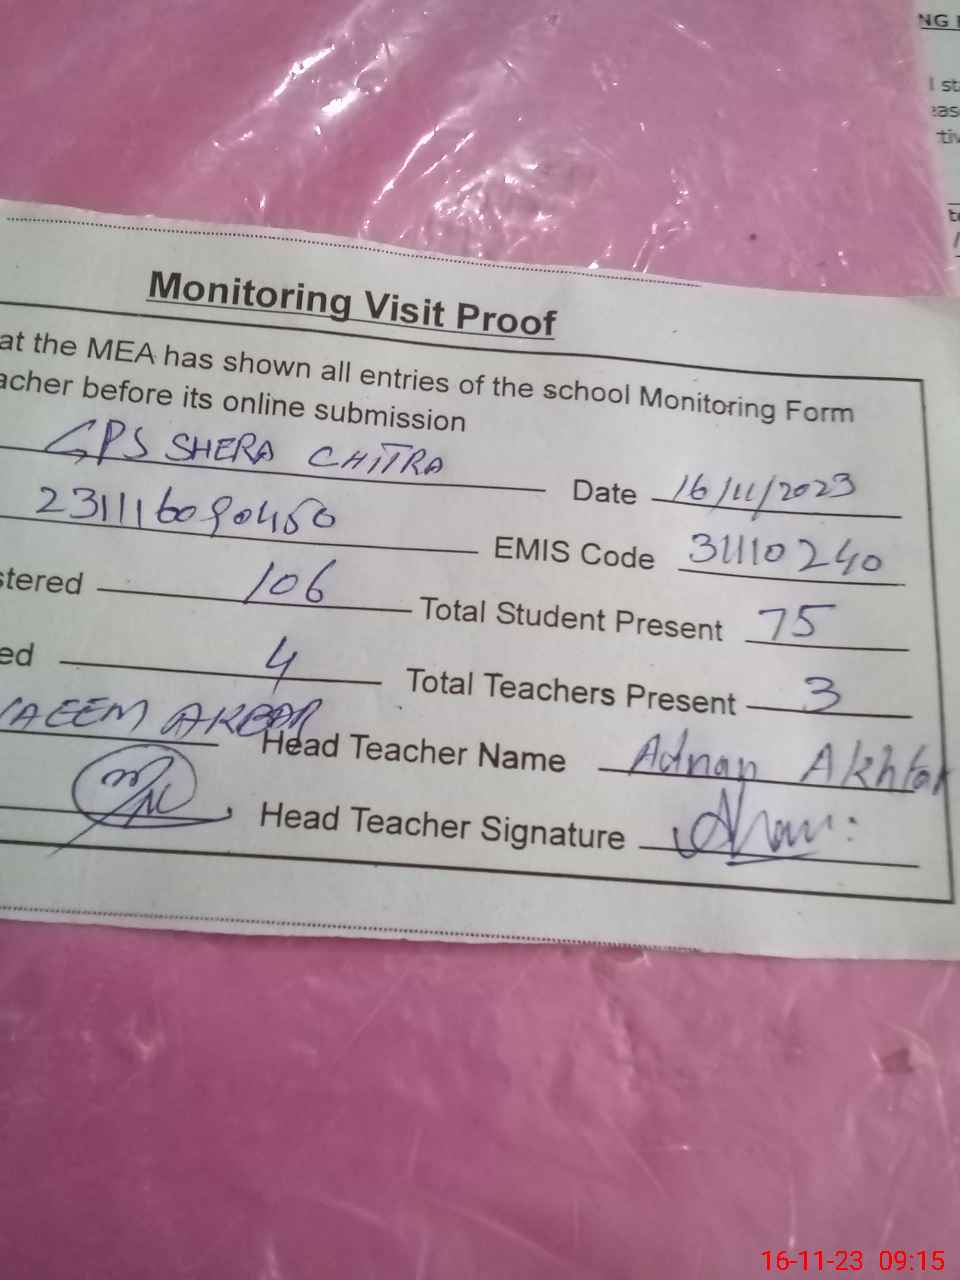 NG
Monitoring Visit Proof
at the MEA has shown all entries of the school Monitoring Form
acher before its online submission
GPS SHERA CHITRA Date 16/11/2023
EMIS Code 31110240
stered 106 Total Student Present 75
ed 4 Total Teachers Present 3
AEEM AKBAR Head Teacher Name Adnan Akhtar
Head Teacher Signature
16-11-23 09:15